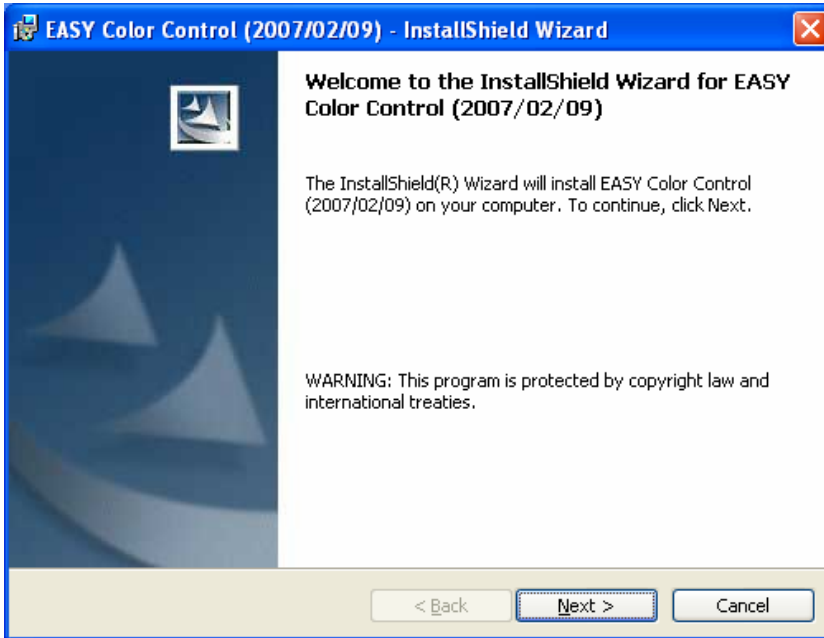 EASY Color Control (2007/02/09) - InstallShield Wizard
Welcome to the InstallShield Wizard for EASY
Color Control (2007/02/09)
The InstallShield(R) Wizard will install EASY Color Control
(2007/02/09) on your computer. To continue, click Next.
WARNING: This program is protected by copyright law and
international treaties.
< Back
Next >
Cancel